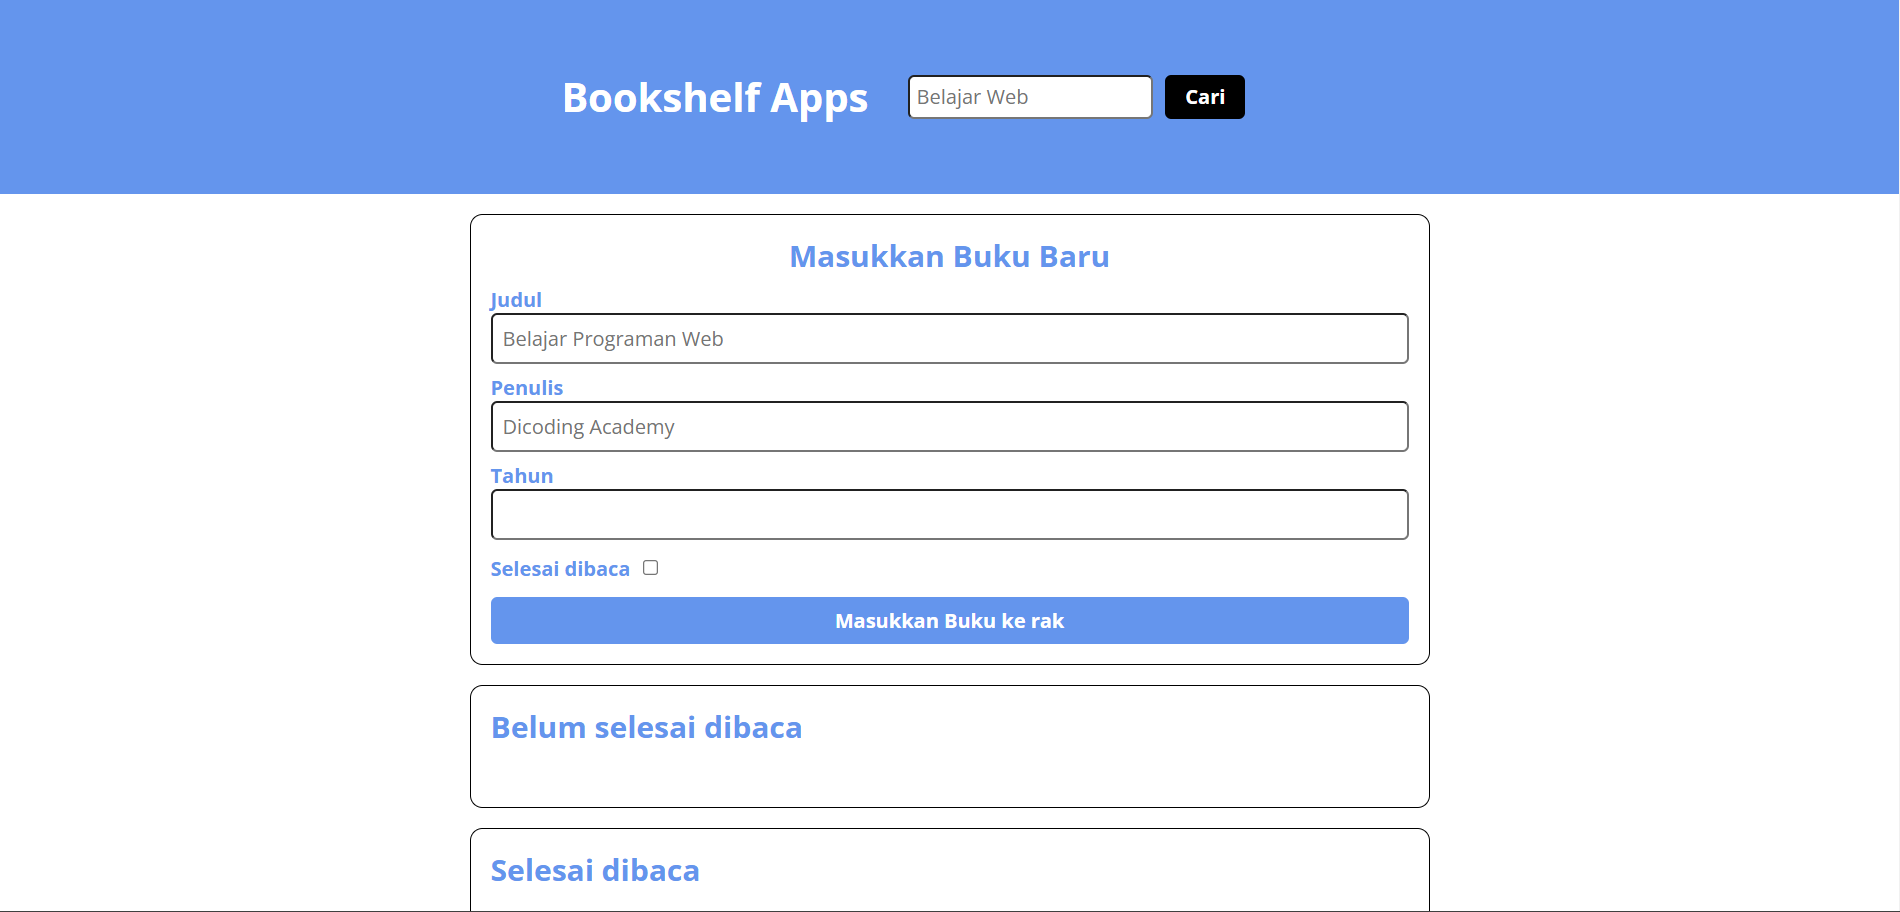 Bookshelf Apps
Belajar Web
Cari
Masukkan Buku Baru
Judul
Belajar Programan Web
Penulis
Dicoding Academy
Tahun
Selesai dibaca
Masukkan Buku ke rak
Belum selesai dibaca
Selesai dibaca